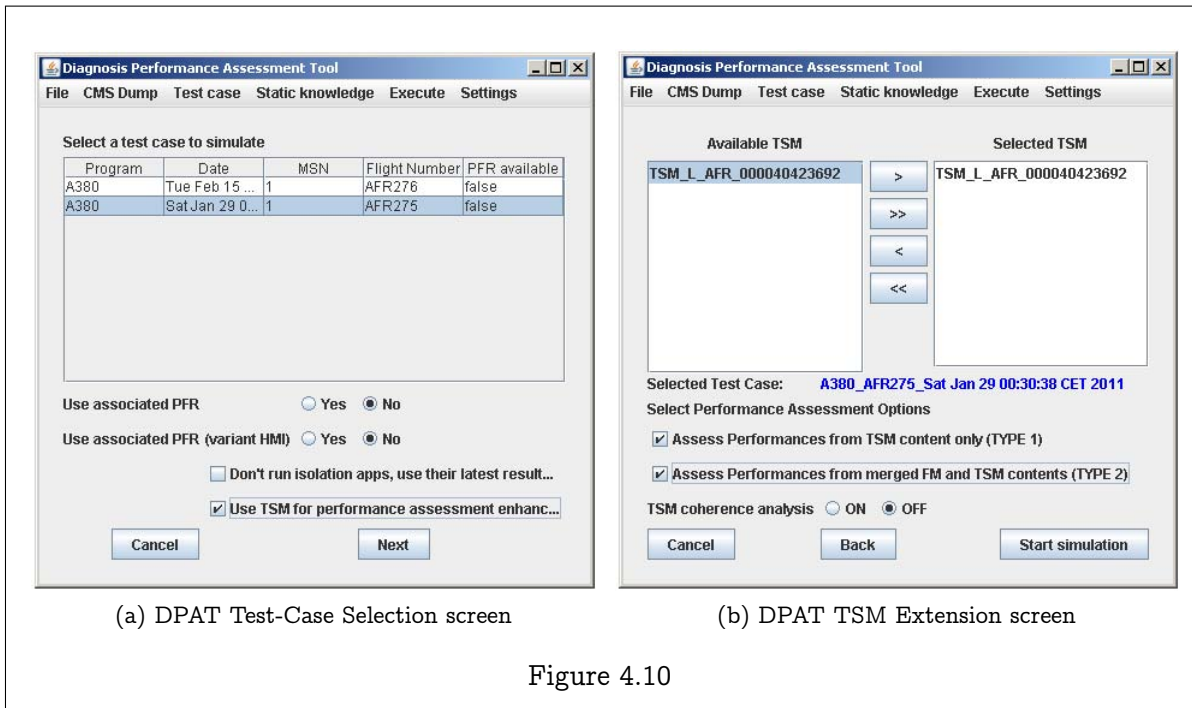 Diagnosis Performance Assessment Tool
File CMS Dump Test case Static knowledge Execute Settings
Select a test case to simulate
Program Date MSN Flight Number PFR available
A380 Tue Feb 15 ... 1 AFR276 false
A380 Sat Jan 29 0... 1 AFR275 false
Use associated PFR Yes No
Use associated PFR (variant HMI) Yes No
Don't run isolation apps, use their latest result...
Use TSM for performance assessment enhanc...
Cancel Next
(a) DPAT Test-Case Selection screen
Diagnosis Performance Assessment Tool
File CMS Dump Test case Static knowledge Execute Settings
Available TSM Selected TSM
TSM_L_AFR_000040423692 > TSM_L_AFR_000040423692
>>
<
<<
Selected Test Case: A380_AFR275_Sat Jan 29 00:30:38 CET 2011
Select Performance Assessment Options
Assess Performances from TSM content only (TYPE 1)
Assess Performances from merged FM and TSM contents (TYPE 2)
TSM coherence analysis ON OFF
Cancel Back Start simulation
(b) DPAT TSM Extension screen
Figure 4.10